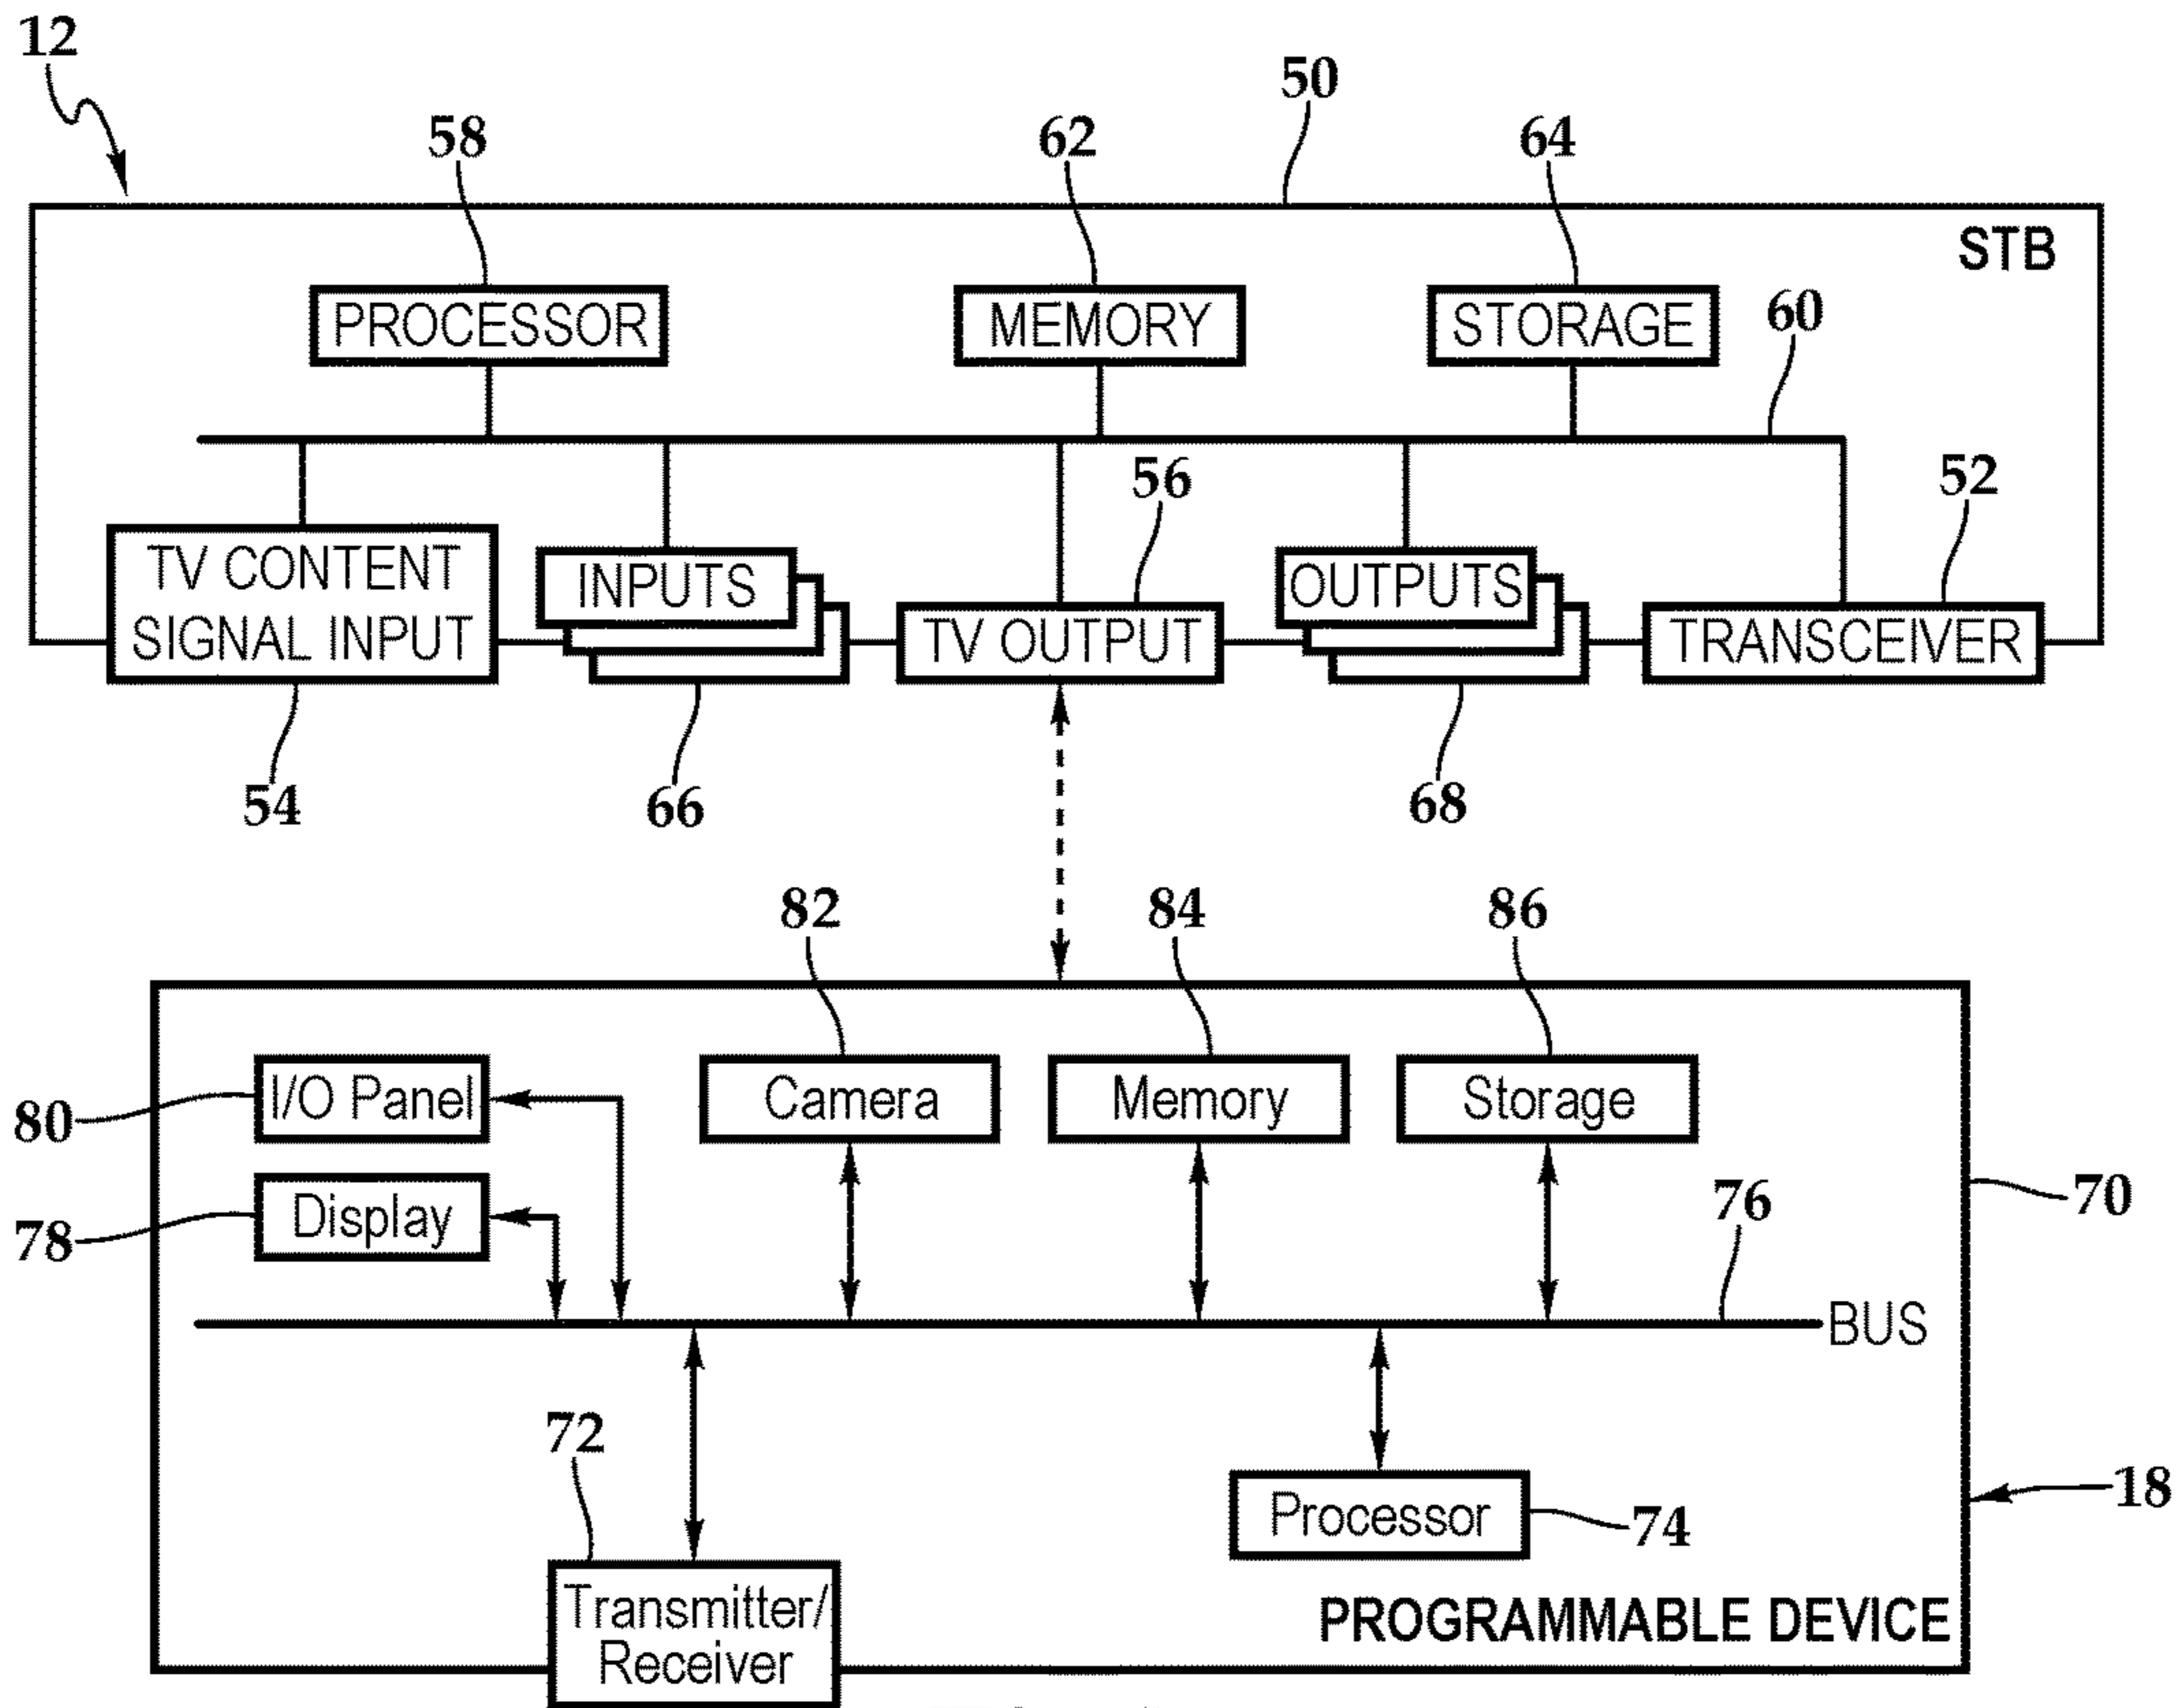 12
50
58
62
64
STB
PROCESSOR
MEMORY
STORAGE
60
56
52
TV CONTENT
SIGNAL INPUT
INPUTS
TV OUTPUT
OUTPUTS
TRANSCEIVER
54
66
68
82
84
86
80
I/O Panel
Camera
Memory
Storage
78
Display
76
70
BUS
72
Processor
74
18
Transmitter/
Receiver
PROGRAMMABLE DEVICE